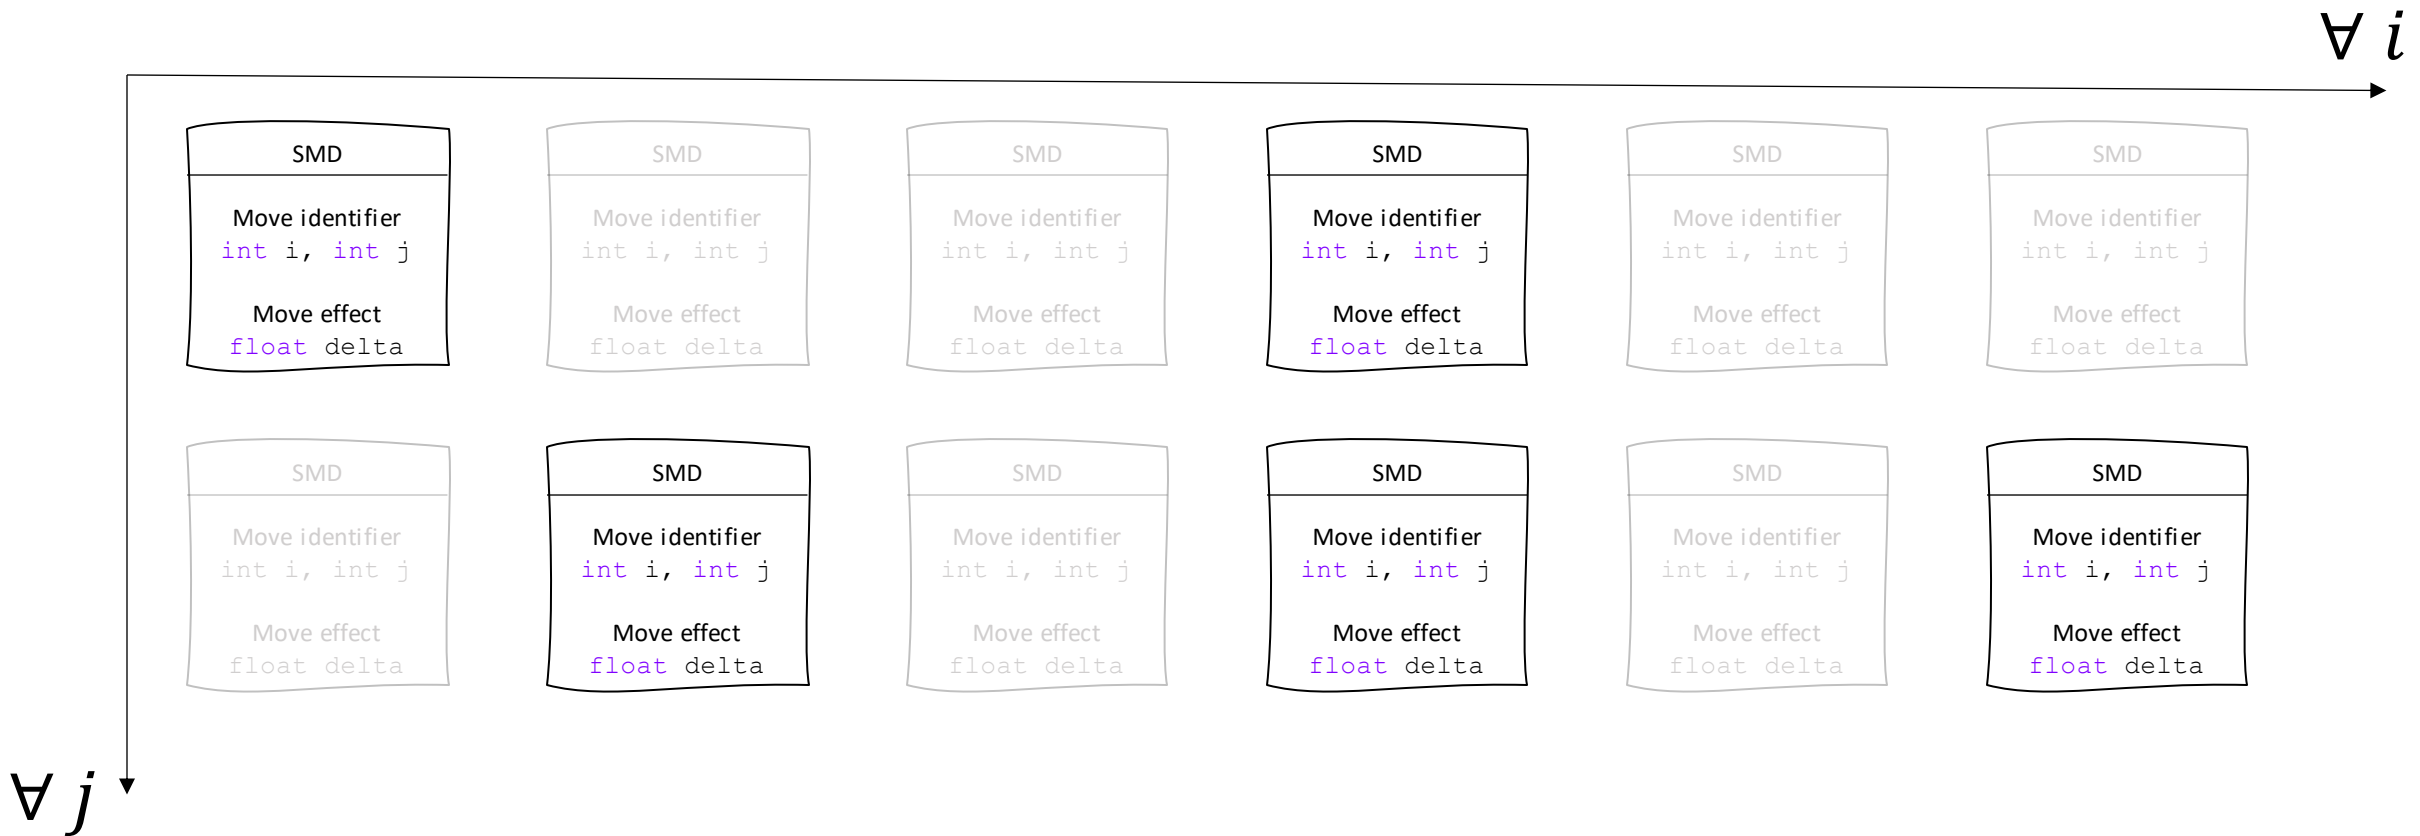 ∀ i
SMD
Move identifier
int i, int j
Move effect
float delta
SMD
Move identifier
int i, int j
Move effect
float delta
SMD
Move identifier
int i, int j
Move effect
float delta
SMD
Move identifier
int i, int j
Move effect
float delta
SMD
Move identifier
int i, int j
Move effect
float delta
SMD
Move identifier
int i, int j
Move effect
float delta
SMD
Move identifier
int i, int j
Move effect
float delta
SMD
Move identifier
int i, int j
Move effect
float delta
SMD
Move identifier
int i, int j
Move effect
float delta
SMD
Move identifier
int i, int j
Move effect
float delta
SMD
Move identifier
int i, int j
Move effect
float delta
SMD
Move identifier
int i, int j
Move effect
float delta
∀ j